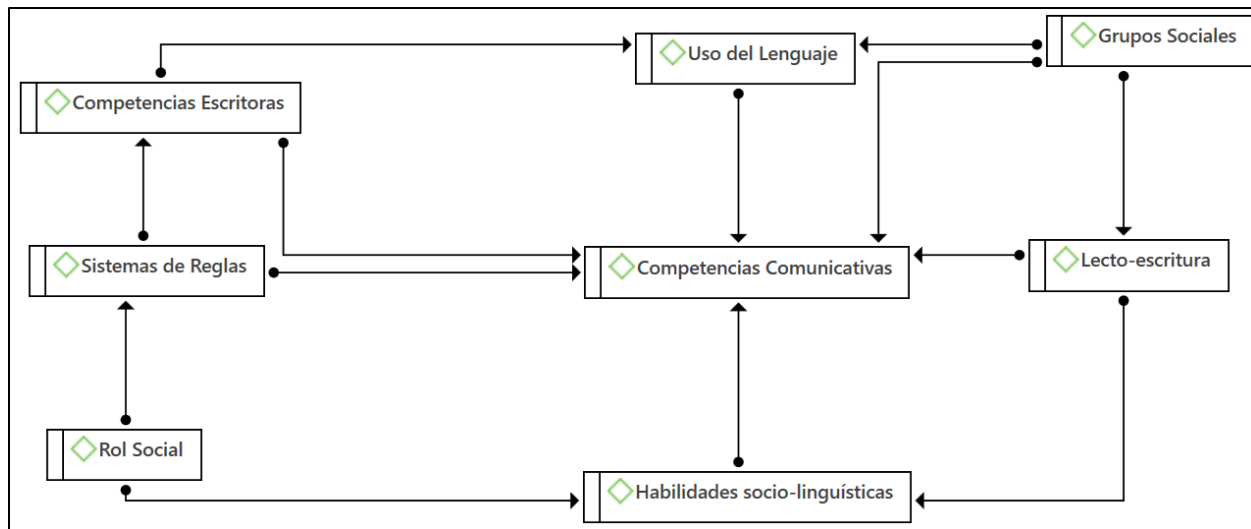 Grupos Sociales
Uso del Lenguaje
Competencias Escritoras
Sistemas de Reglas
Competencias Comunicativas
Lecto-escritura
Rol Social
Habilidades socio-linguísticas